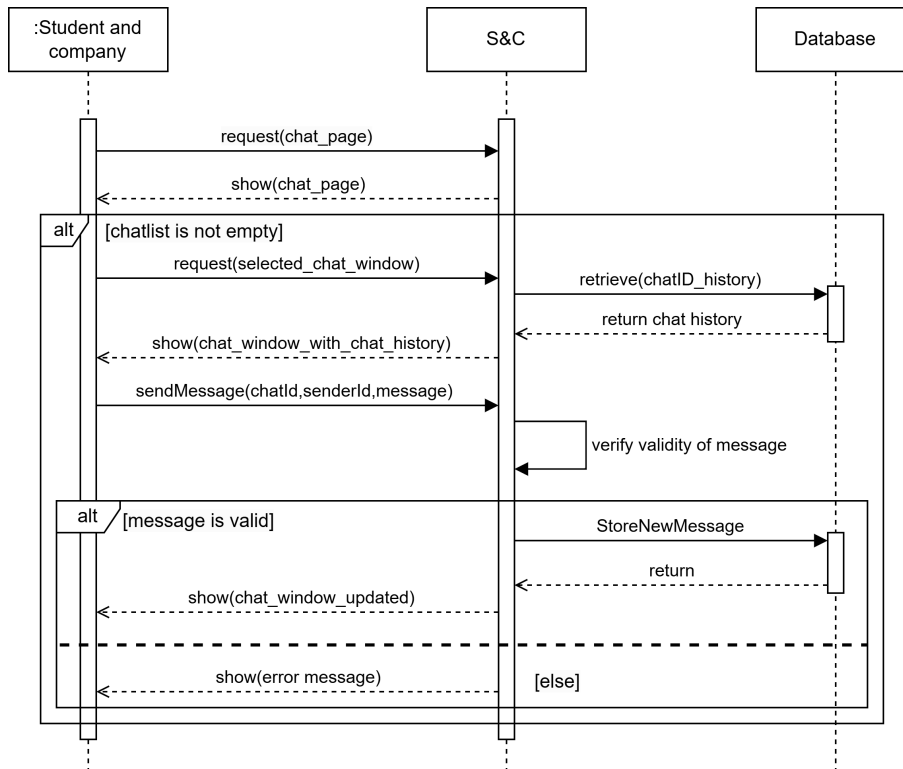 :Student and
company
S&C
Database
request(chat_page)
show(chat_page)
alt
[chatlist is not empty]
request(selected_chat_window)
retrieve(chatID_history)
return chat history
show(chat_window_with_chat_history)
sendMessage(chatId,senderId,message)
verify validity of message
alt
[message is valid]
StoreNewMessage
return
show(chat_window_updated)
show(error message)
[else]